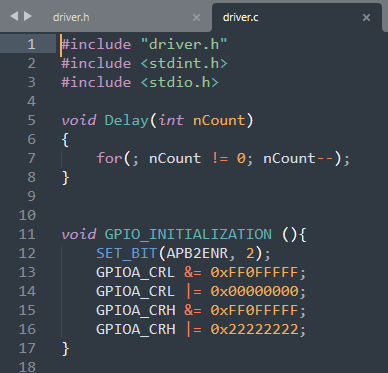 driver.h × driver.c ×
1 #include "driver.h"
2 #include <stdint.h>
3 #include <stdio.h>
4
5 void Delay(int nCount)
6 {
7 for(; nCount != 0; nCount--);
8 }
9
10
11 void GPIO_INITIALIZATION (){
12 SET_BIT(APB2ENR, 2);
13 GPIOA_CRL &= 0xFF0FFFFF;
14 GPIOA_CRL |= 0x00000000;
15 GPIOA_CRH &= 0xFF0FFFFF;
16 GPIOA_CRH |= 0x22222222;
17 }
18